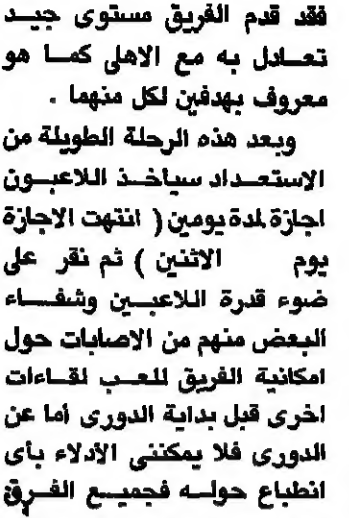 فقد قدم الفريق مستوى جيد
تعادل به مع الاهلى كما هو
معروف بهدفين لكل منهما .
وبعد هذه الرحلة الطويلة من
الاستعداد سياخذ اللاعبون
اجازة لمدة يومين ( انتهت الاجازة
يوم الاثنين ) ثم نقر على
ضوء قدرة اللاعبين وشفاء
البعض منهم من الاصابات حول
امكانية الفريق للعب لقاءات
اخرى قبل بداية الدورى أما عن
الدورى فلا يمكننى الأدلاء بأى
انطباع حوله فجميع الفرق